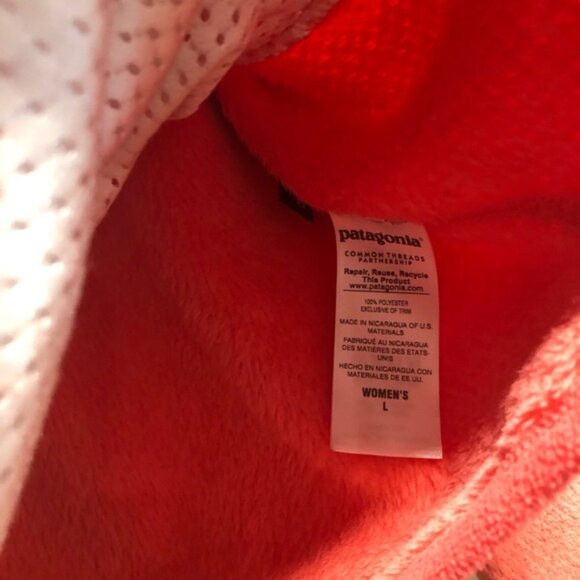 patagonia®
COMMON THREADS
PARTNERSHIP
Repair, Reuse, Recycle
This Product
www.patagonia.com
100% POLYESTER
EXCLUSIVE OF TRIM
MADE IN NICARAGUA OF U.S.
MATERIALS
FABRIQUÉ AU NICARAGUA
DES MATIÈRES DES ETATS-
UNIS
HECHO EN NICARAGUA CON
MATERIALES DE EE.UU.
WOMEN'S
L